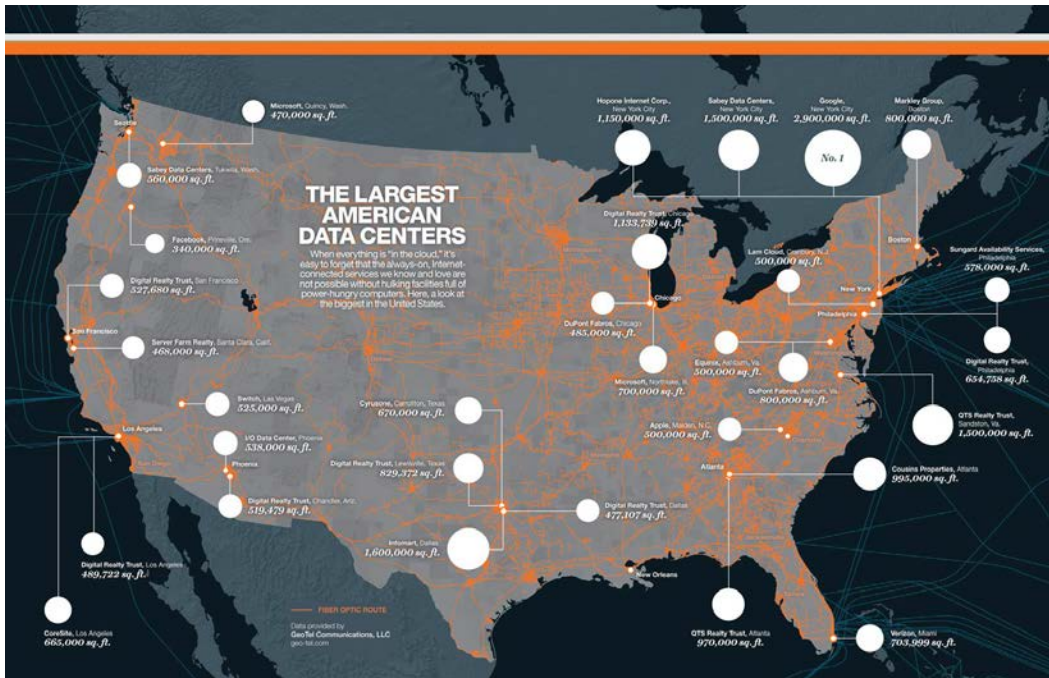 THE LARGEST
AMERICAN
DATA CENTERS
When everything is "in the cloud," it's
easy to forget that the always-on, Internet-
connected services we know and love are
not possible without hulking facilities full of
power-hungry computers. Here, a look at
the biggest in the United States.
Microsoft, Quincy, Wash.
470,000 sq. ft.
Seattle
Sabey Data Centers, Tukwila, Wash.
560,000 sq. ft.
Facebook, Prineville, Ore.
340,000 sq. ft.
Digital Realty Trust, San Francisco
527,680 sq. ft.
San Francisco
Server Farm Realty, Santa Clara, Calif.
468,000 sq. ft.
Switch, Las Vegas
525,000 sq. ft.
Los Angeles
San Diego
I/O Data Center, Phoenix
538,000 sq. ft.
Phoenix
Digital Realty Trust, Chandler, Ariz.
519,479 sq. ft.
Digital Realty Trust, Los Angeles
489,722 sq. ft.
CoreSite, Los Angeles
665,000 sq. ft.
Hopone Internet Corp.,
New York City
1,150,000 sq. ft.
Sabey Data Centers,
New York City
1,500,000 sq. ft.
Google,
New York City
2,900,000 sq. ft.
No. 1
Markley Group,
Boston
800,000 sq. ft.
Digital Realty Trust, Chicago
1,133,739 sq. ft.
Chicago
DuPont Fabros, Chicago
485,000 sq. ft.
Microsoft, Northlake, Ill.
700,000 sq. ft.
Lam Cloud, Cranbury, N.J.
500,000 sq. ft.
Boston
New York
Philadelphia
Sungard Availability Services,
Philadelphia
578,000 sq. ft.
Digital Realty Trust,
Philadelphia
654,758 sq. ft.
Equinix, Ashburn, Va.
500,000 sq. ft.
DuPont Fabros, Ashburn, Va.
800,000 sq. ft.
QTS Realty Trust,
Sandston, Va.
1,500,000 sq. ft.
Cyrusone, Carrollton, Texas
670,000 sq. ft.
Digital Realty Trust, Lewisville, Texas
829,372 sq. ft.
Infomart, Dallas
1,600,000 sq. ft.
Digital Realty Trust, Dallas
477,107 sq. ft.
Apple, Maiden, N.C.
500,000 sq. ft.
Charlotte
Atlanta
Cousins Properties, Atlanta
995,000 sq. ft.
QTS Realty Trust, Atlanta
970,000 sq. ft.
New Orleans
Verizon, Miami
703,999 sq. ft.
FIBER OPTIC ROUTE
Data provided by
GeoTel Communications, LLC
geo-tel.com